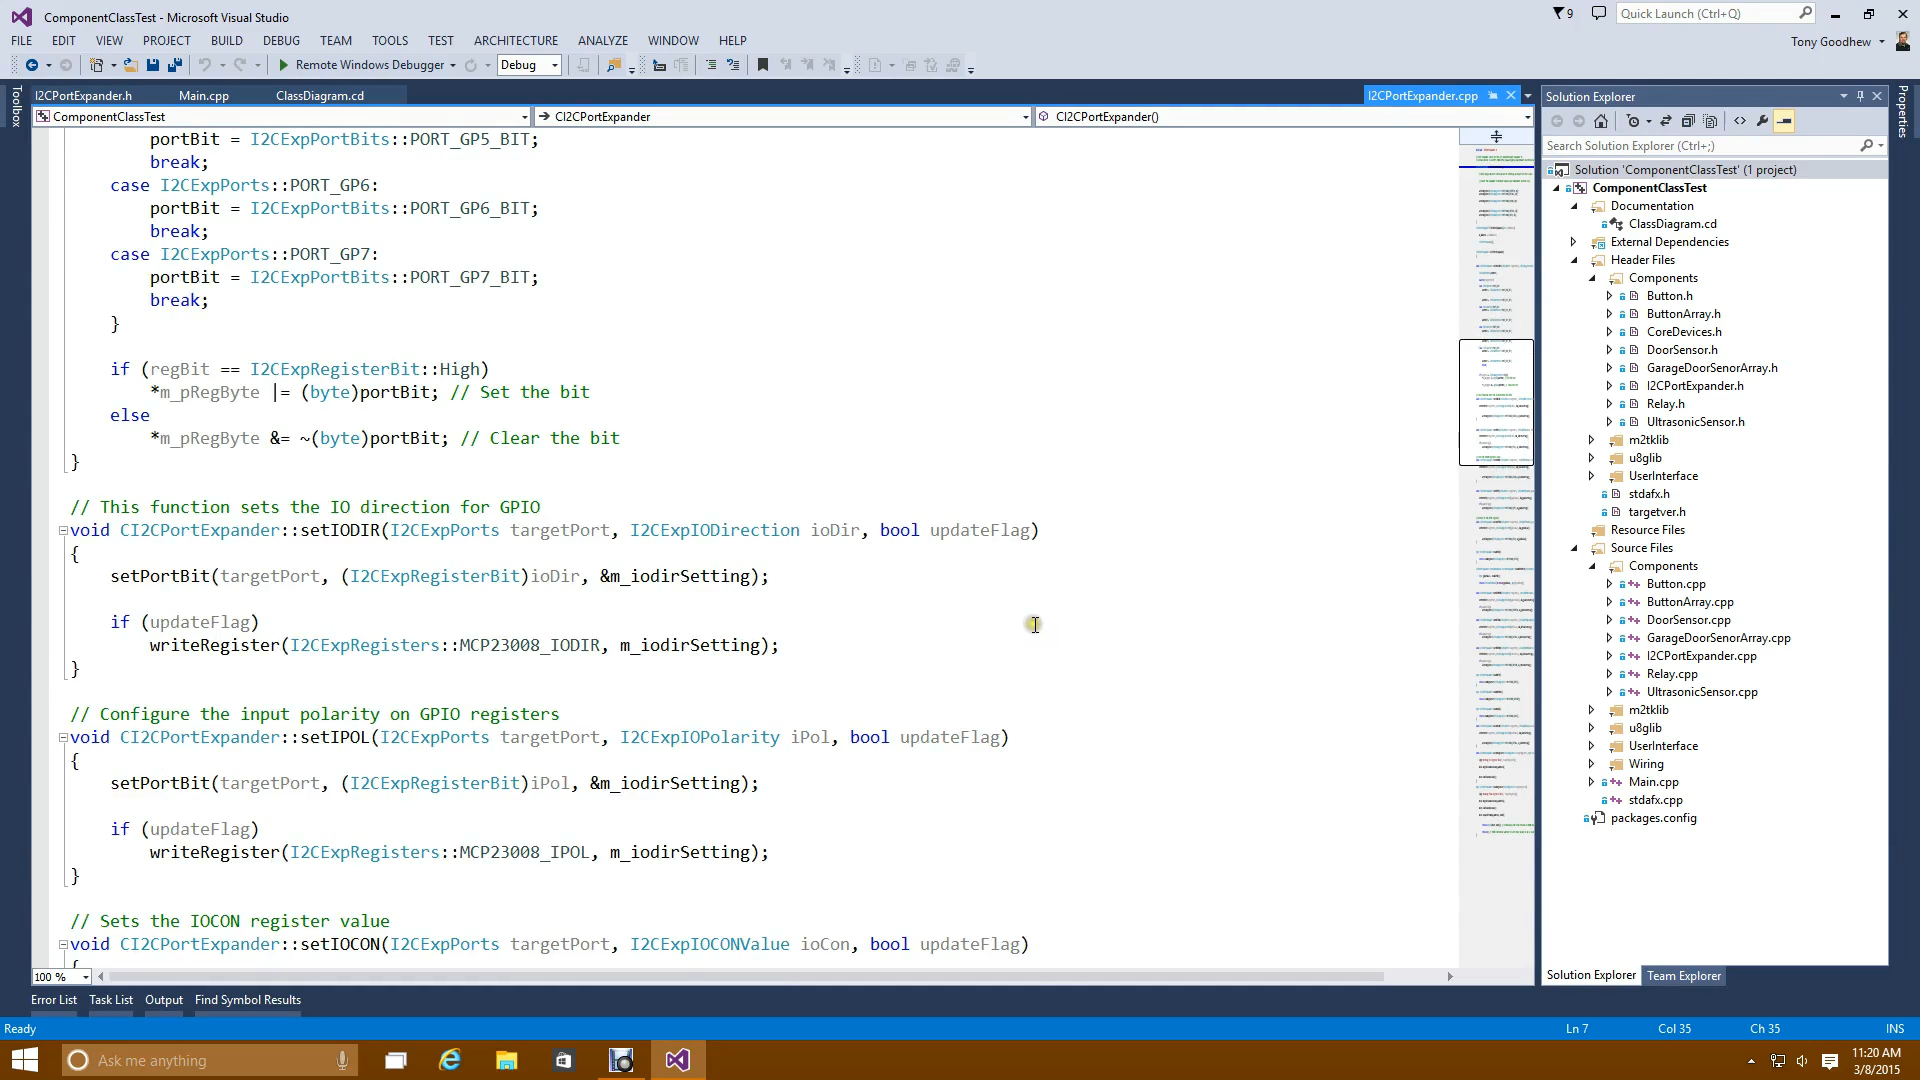 ComponentClassTest - Microsoft Visual Studio
9
Quick Launch (Ctrl+Q)
FILE EDIT VIEW PROJECT BUILD DEBUG TEAM TOOLS TEST ARCHITECTURE ANALYZE WINDOW HELP
Tony Goodhew
Remote Windows Debugger Debug
Toolbox
I2CPortExpander.h Main.cpp ClassDiagram.cd I2CPortExpander.cpp
ComponentClassTest CI2CPortExpander CI2CPortExpander()
portBit = I2CExpPortBits::PORT_GP5_BIT;
break;
case I2CExpPorts::PORT_GP6:
portBit = I2CExpPortBits::PORT_GP6_BIT;
break;
case I2CExpPorts::PORT_GP7:
portBit = I2CExpPortBits::PORT_GP7_BIT;
break;
}
if (regBit == I2CExpRegisterBit::High)
*m_pRegByte |= (byte)portBit; // Set the bit
else
*m_pRegByte &= ~(byte)portBit; // Clear the bit
}
// This function sets the IO direction for GPIO
void CI2CPortExpander::setIODIR(I2CExpPorts targetPort, I2CExpIODirection ioDir, bool updateFlag)
{
setPortBit(targetPort, (I2CExpRegisterBit)ioDir, &m_iodirSetting);
if (updateFlag)
writeRegister(I2CExpRegisters::MCP23008_IODIR, m_iodirSetting);
}
// Configure the input polarity on GPIO registers
void CI2CPortExpander::setIPOL(I2CExpPorts targetPort, I2CExpIOPolarity iPol, bool updateFlag)
{
setPortBit(targetPort, (I2CExpRegisterBit)iPol, &m_iodirSetting);
if (updateFlag)
writeRegister(I2CExpRegisters::MCP23008_IPOL, m_iodirSetting);
}
// Sets the IOCON register value
void CI2CPortExpander::setIOCON(I2CExpPorts targetPort, I2CExpIOCONValue ioCon, bool updateFlag)
{
100 %
Solution Explorer
Search Solution Explorer (Ctrl+;)
Solution 'ComponentClassTest' (1 project)
ComponentClassTest
Documentation
ClassDiagram.cd
External Dependencies
Header Files
Components
Button.h
ButtonArray.h
CoreDevices.h
DoorSensor.h
GarageDoorSenorArray.h
I2CPortExpander.h
Relay.h
UltrasonicSensor.h
m2tklib
u8glib
UserInterface
stdafx.h
targetver.h
Resource Files
Source Files
Components
Button.cpp
ButtonArray.cpp
DoorSensor.cpp
GarageDoorSenorArray.cpp
I2CPortExpander.cpp
Relay.cpp
UltrasonicSensor.cpp
m2tklib
u8glib
UserInterface
Wiring
Main.cpp
stdafx.cpp
packages.config
Solution Explorer Team Explorer
Properties
Error List Task List Output Find Symbol Results
Ready Ln 7 Col 35 Ch 35 INS
Ask me anything
11:20 AM
3/8/2015